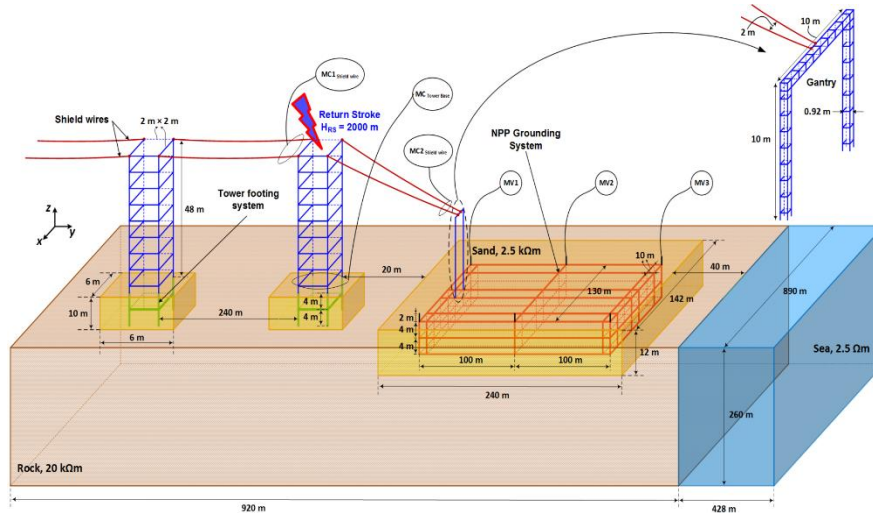 10 m
2 m
Gantry
0.92 m
10 m
MC1 Shield wire
MC Tower Base
Return Stroke
H RS = 2000 m
Shield wires
2 m × 2 m
NPP Grounding
System
MC2 Shield wire
MV1
MV2
MV3
Tower footing
system
48 m
z
y
x
20 m
Sand, 2.5 kΩm
10 m
40 m
6 m
130 m
142 m
890 m
10 m
240 m
4 m
4 m
2 m
4 m
4 m
6 m
100 m
100 m
12 m
Sea, 2.5 Ωm
240 m
260 m
Rock, 20 kΩm
920 m
428 m